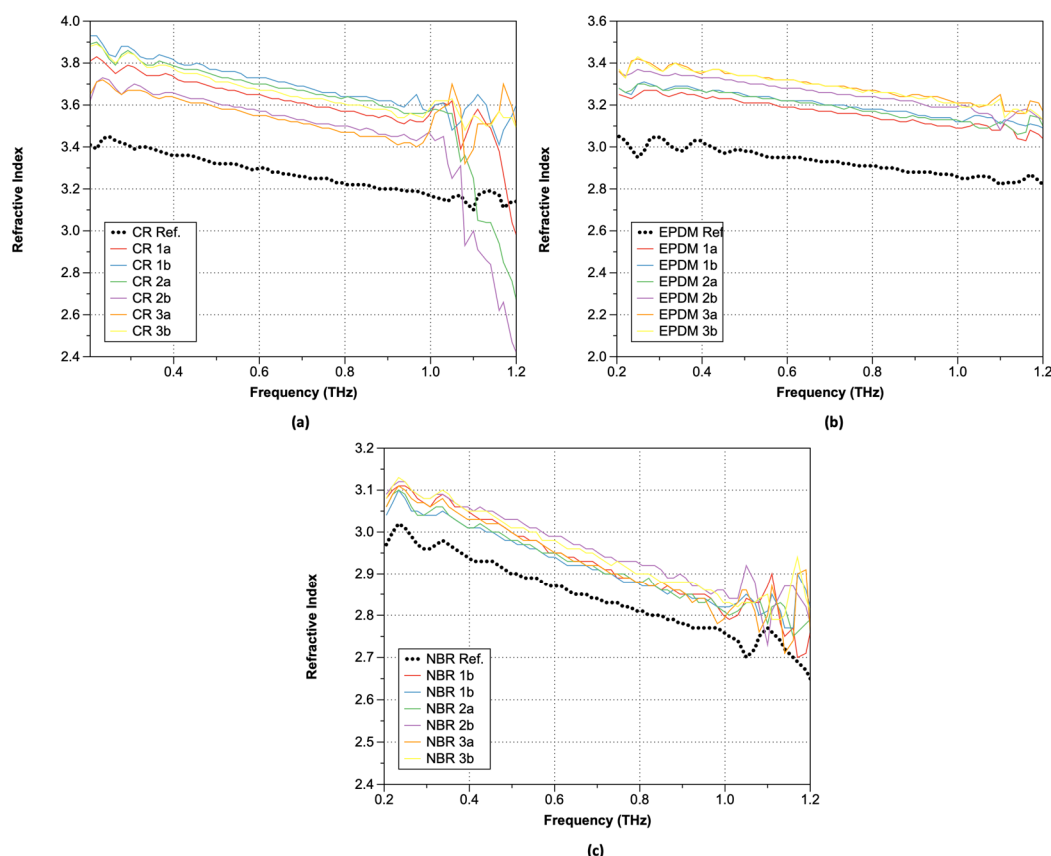 4.0
3.8
3.6
3.4
3.2
3.0
2.8
2.6
2.4
Refractive Index
CR Ref.
CR 1a
CR 1b
CR 2a
CR 2b
CR 3a
CR 3b
0.4 0.6 0.8 1.0 1.2
Frequency (THz)
(a)
3.6
3.4
3.2
3.0
2.8
2.6
2.4
2.2
2.0
Refractive Index
EPDM Ref
EPDM 1a
EPDM 1b
EPDM 2a
EPDM 2b
EPDM 3a
EPDM 3b
0.2 0.4 0.6 0.8 1.0 1.2
Frequency (THz)
(b)
3.2
3.1
3.0
2.9
2.8
2.7
2.6
2.5
2.4
Refractive Index
NBR Ref.
NBR 1b
NBR 1b
NBR 2a
NBR 2b
NBR 3a
NBR 3b
0.2 0.4 0.6 0.8 1.0 1.2
Frequency (THz)
(c)